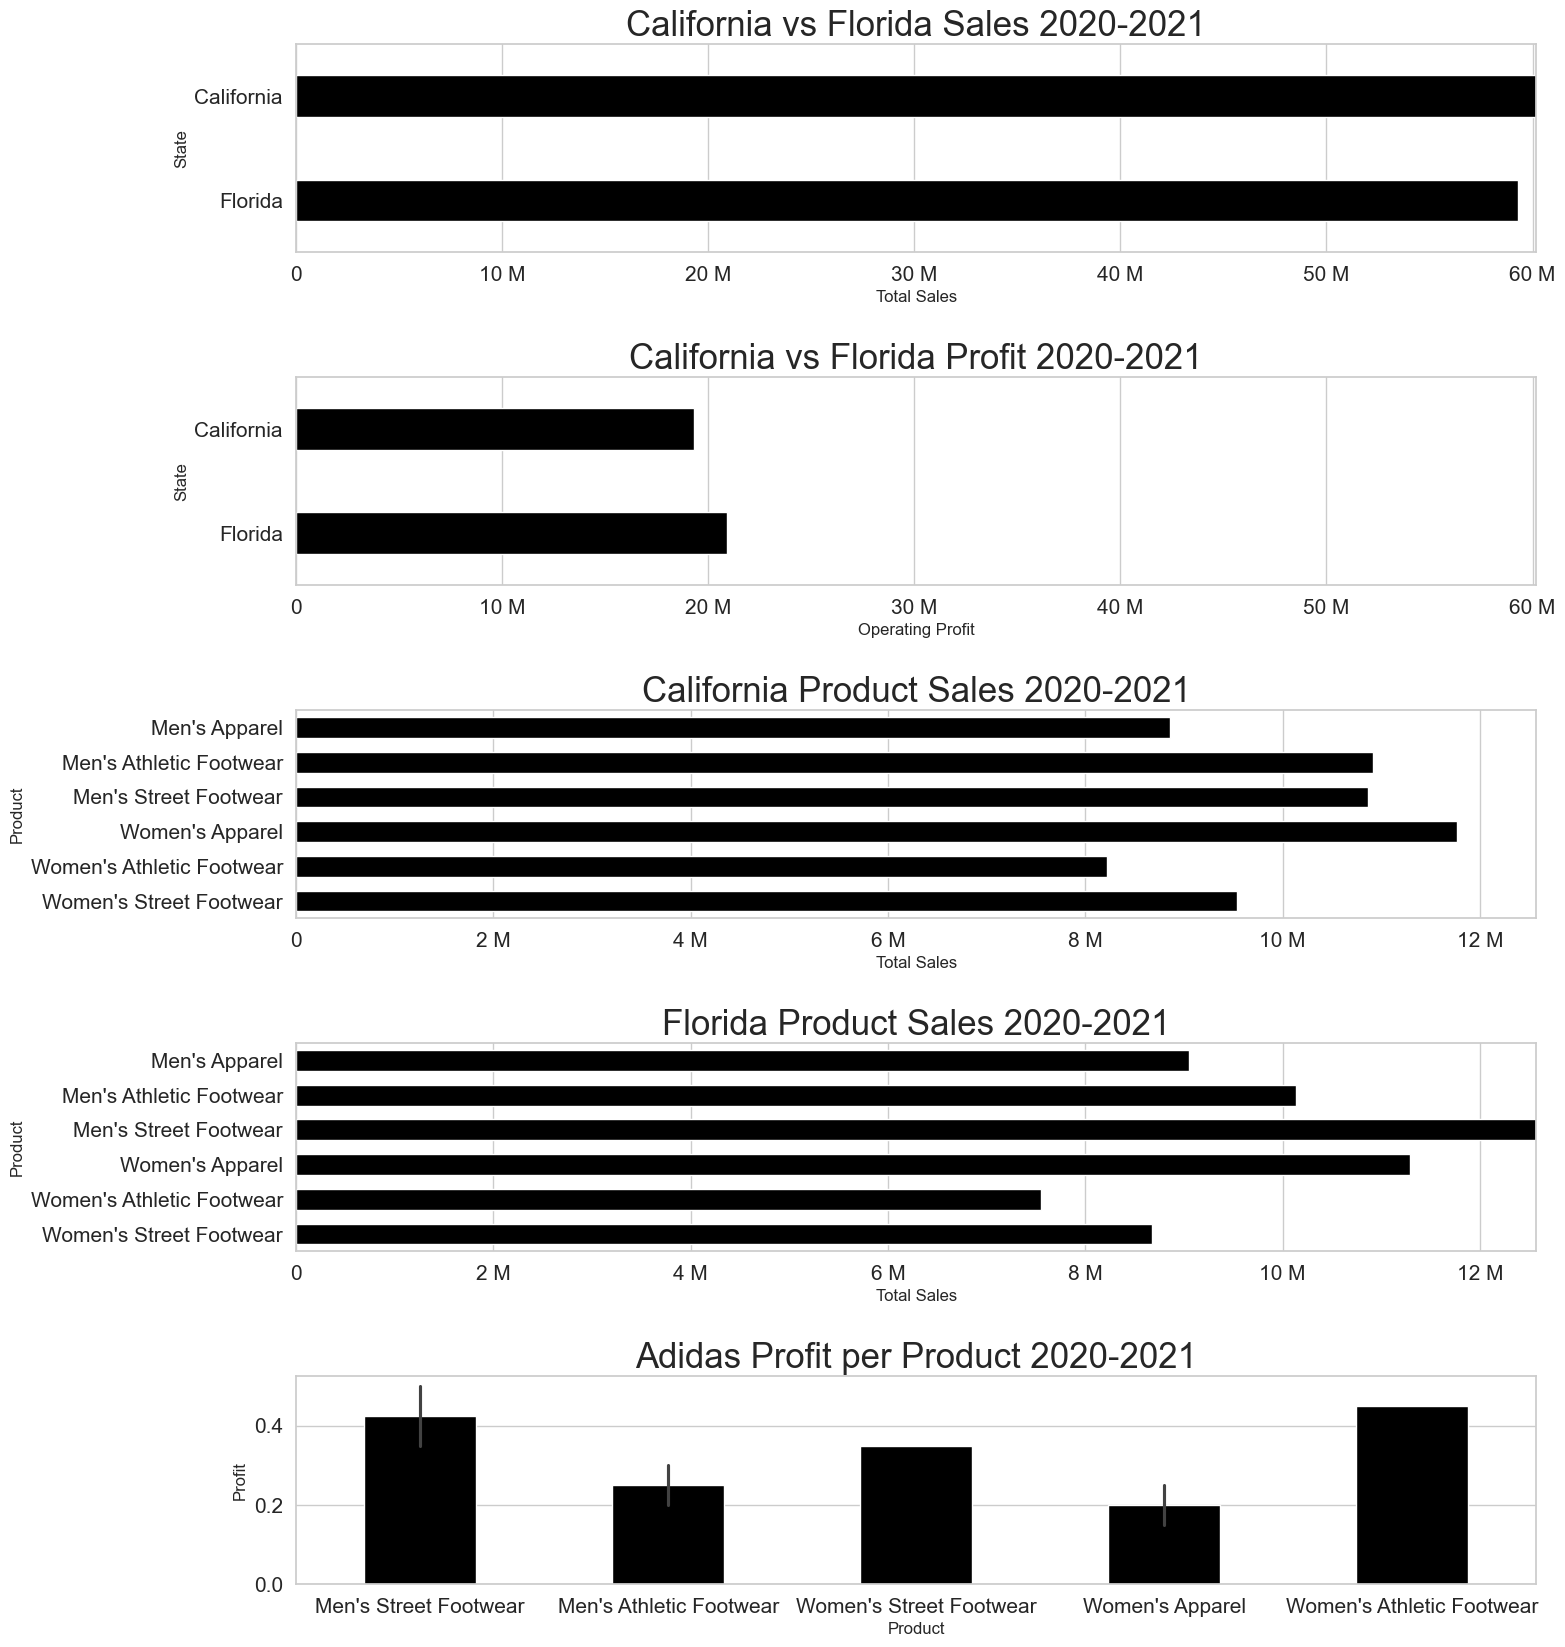 California vs Florida Sales 2020-2021
California
State
Florida
0 10 M 20 M 30 M 40 M 50 M 60 M
Total Sales
California vs Florida Profit 2020-2021
California
State
Florida
0 10 M 20 M 30 M 40 M 50 M 60 M
Operating Profit
California Product Sales 2020-2021
Men's Apparel
Men's Athletic Footwear
Men's Street Footwear
Product
Women's Apparel
Women's Athletic Footwear
Women's Street Footwear
0 2 M 4 M 6 M 8 M 10 M 12 M
Total Sales
Florida Product Sales 2020-2021
Men's Apparel
Men's Athletic Footwear
Men's Street Footwear
Product
Women's Apparel
Women's Athletic Footwear
Women's Street Footwear
0 2 M 4 M 6 M 8 M 10 M 12 M
Total Sales
Adidas Profit per Product 2020-2021
0.4
Profit
0.2
0.0
Men's Street Footwear Men's Athletic Footwear Women's Street Footwear Women's Apparel Women's Athletic Footwear
Product